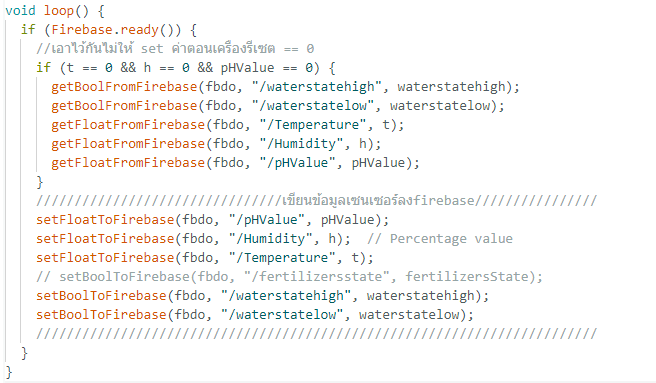 void loop() {
if (Firebase.ready()) {
//เอาไว้กันไม่ให้ set ค่าตอนเครื่องรีเซต == 0
if (t == 0 && h == 0 && pHValue == 0) {
getBoolFromFirebase(fbdo, "/waterstatehigh", waterstatehigh);
getBoolFromFirebase(fbdo, "/waterstatelow", waterstatelow);
getFloatFromFirebase(fbdo, "/Temperature", t);
getFloatFromFirebase(fbdo, "/Humidity", h);
getFloatFromFirebase(fbdo, "/pHValue", pHValue);
}
////////////////////////////////เขียนข้อมูลเซนเซอร์ลงfirebase////////////////
setFloatToFirebase(fbdo, "/pHValue", pHValue);
setFloatToFirebase(fbdo, "/Humidity", h);  // Percentage value
setFloatToFirebase(fbdo, "/Temperature", t);
// setBoolToFirebase(fbdo, "/fertilizersstate", fertilizersState);
setBoolToFirebase(fbdo, "/waterstatehigh", waterstatehigh);
setBoolToFirebase(fbdo, "/waterstatelow", waterstatelow);
/////////////////////////////////////////////////////////////////////////
}
}